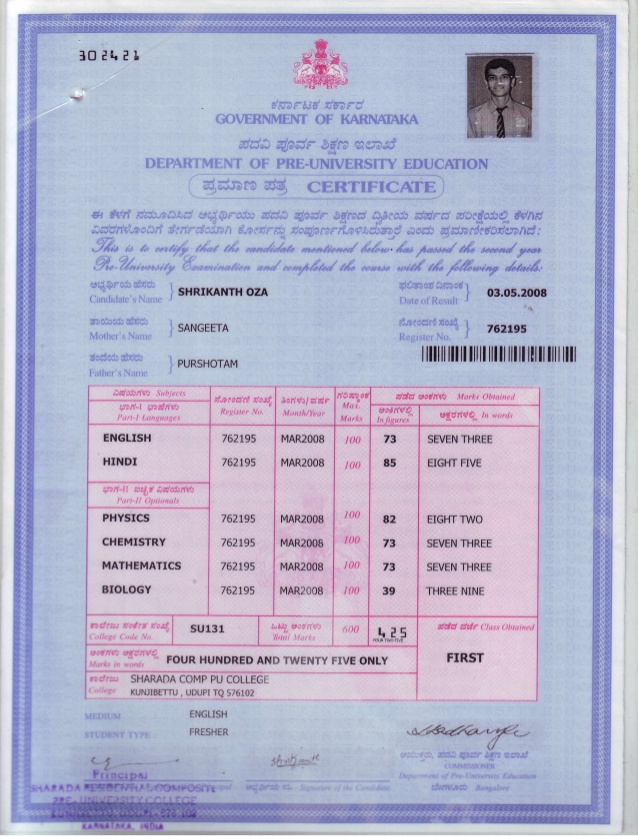 302421
ಕರ್ನಾಟಕ ಸರ್ಕಾರ
GOVERNMENT OF KARNATAKA
ಪದವಿ ಪೂರ್ವ ಶಿಕ್ಷಣ ಇಲಾಖೆ
DEPARTMENT OF PRE-UNIVERSITY EDUCATION
ಪ್ರಮಾಣ ಪತ್ರ CERTIFICATE
ಈ ಕೆಳಗೆ ನಮೂದಿಸಿದ ಅಭ್ಯರ್ಥಿಯು ಪದವಿ ಪೂರ್ವ ಶಿಕ್ಷಣದ ದ್ವಿತೀಯ ವರ್ಷದ ಪರೀಕ್ಷೆಯಲ್ಲಿ ಕೆಳಗಿನ
ವಿವರಗಳೊಂದಿಗೆ ತೇರ್ಗಡೆಯಾಗಿ ಕೋರ್ಸನ್ನು ಸಂಪೂರ್ಣಗೊಳಿಸಿರುತ್ತಾರೆ ಎಂದು ಪ್ರಮಾಣೀಕರಿಸಲಾಗಿದೆ:
This is to certify that the candidate mentioned below has passed the second year
Pre-University Examination and completed the course with the following details:
ಅಭ್ಯರ್ಥಿಯ ಹೆಸರು ಫಲಿತಾಂಶ ದಿನಾಂಕ
Candidate's Name } SHRIKANTH OZA Date of Result } 03.05.2008
ತಾಯಿಯ ಹೆಸರು ನೋಂದಣಿ ಸಂಖ್ಯೆ
Mother's Name } SANGEETA Register No. } 762195
ತಂದೆಯ ಹೆಸರು
Father's Name } PURSHOTAM
ವಿಷಯಗಳು Subjects ನೋಂದಣಿ ಸಂಖ್ಯೆ Register No. ತಿಂಗಳು/ವರ್ಷ Month/Year ಗರಿಷ್ಠಾಂಕ Max. Marks ಪಡೆದ ಅಂಕಗಳು Marks Obtained
ಭಾಗ-I ಭಾಷೆಗಳು Part-I Languages ಅಂಕಿಗಳಲ್ಲಿ In figures ಅಕ್ಷರಗಳಲ್ಲಿ In words
ENGLISH 762195 MAR2008 100 73 SEVEN THREE
HINDI 762195 MAR2008 100 85 EIGHT FIVE
ಭಾಗ-II ಐಚ್ಛಿಕ ವಿಷಯಗಳು
Part-II Optionals
PHYSICS 762195 MAR2008 100 82 EIGHT TWO
CHEMISTRY 762195 MAR2008 100 73 SEVEN THREE
MATHEMATICS 762195 MAR2008 100 73 SEVEN THREE
BIOLOGY 762195 MAR2008 100 39 THREE NINE
ಕಾಲೇಜು ಸಂಕೇತ ಸಂಖ್ಯೆ College Code No. SU131 ಒಟ್ಟು ಅಂಕಗಳು Total Marks 600 425 FOUR TWO FIVE ಪಡೆದ ದರ್ಜೆ Class Obtained
ಅಂಕಗಳು ಅಕ್ಷರಗಳಲ್ಲಿ
Marks in words FOUR HUNDRED AND TWENTY FIVE ONLY FIRST
ಕಾಲೇಜು SHARADA COMP PU COLLEGE
College KUNJIBETTU , UDUPI TQ 576102
MEDIUM ENGLISH
STUDENT TYPE FRESHER
ಆಯುಕ್ತರು, ಪದವಿ ಪೂರ್ವ ಶಿಕ್ಷಣ ಇಲಾಖೆ
COMMISSIONER
Principal Department of Pre-University Education
Signature of the Candidate ಬೆಂಗಳೂರು Bangalore
SHARADA RESIDENTIAL COMPOSITE
PRE-UNIVERSITY COLLEGE
KARNATAKA, INDIA